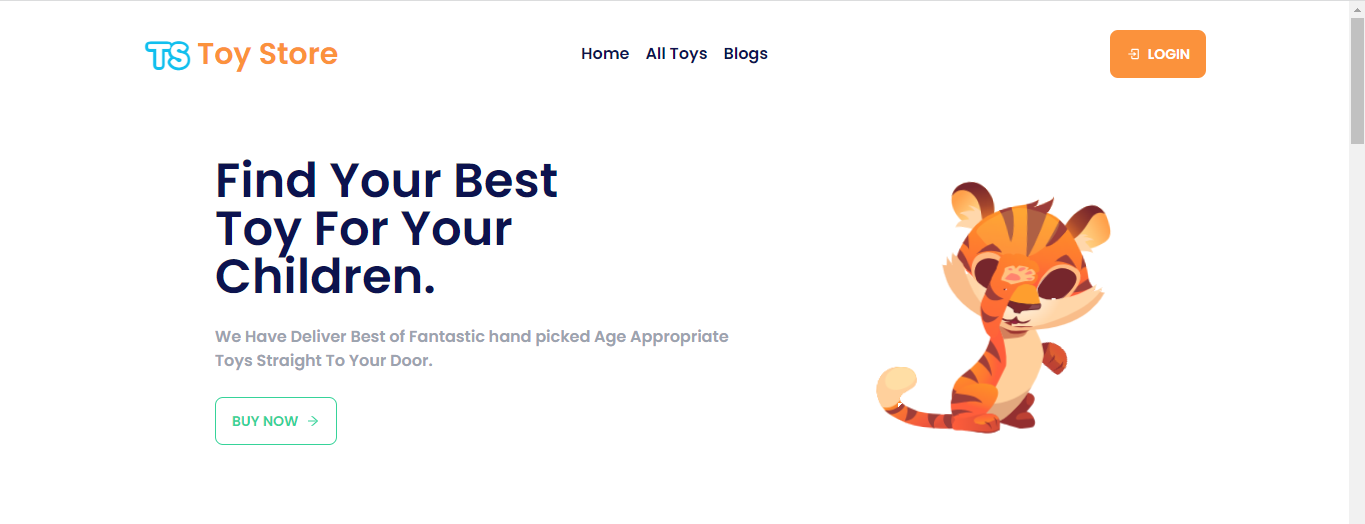 TS Toy Store
Home All Toys Blogs
LOGIN
Find Your Best
Toy For Your
Children.
We Have Deliver Best of Fantastic hand picked Age Appropriate
Toys Straight To Your Door.
BUY NOW →